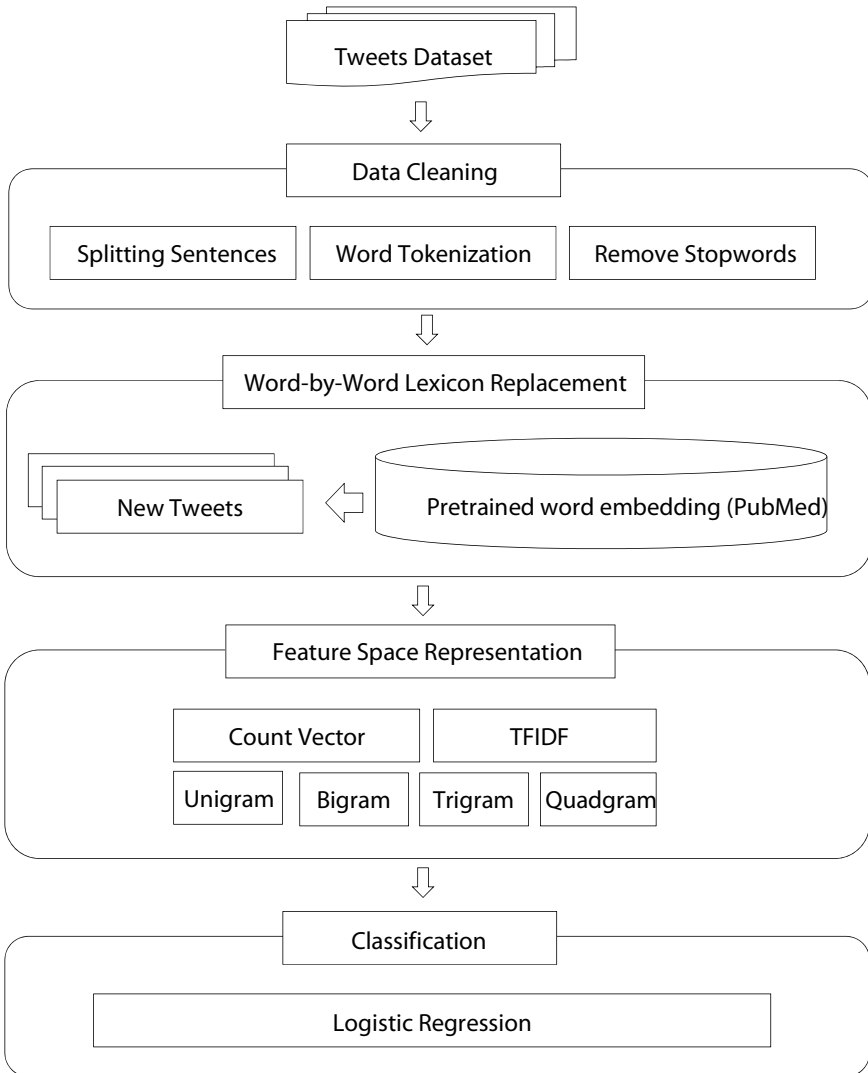 Tweets Dataset
Data Cleaning
Splitting Sentences
Word Tokenization
Remove Stopwords
Word-by-Word Lexicon Replacement
New Tweets
Pretrained word embedding (PubMed)
Feature Space Representation
Count Vector
TFIDF
Unigram
Bigram
Trigram
Quadgram
Classification
Logistic Regression